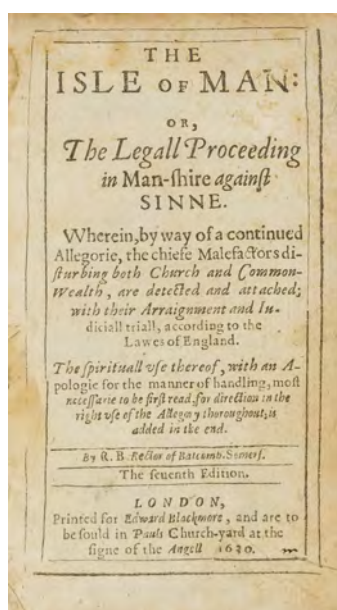 THE
ISLE OF MAN:
OR,
The Legall Proceeding
in Man-ſhire againſt
SINNE.
Wherein, by way of a continued
Allegorie, the chiefe Malefactors di-
ſturbing both Church and Common-
Wealth, are detected and attached;
with their Arraignment and Iu-
diciall triall, according to the
Lawes of England.
The ſpirituall vſe thereof, with an A-
pologie for the manner of handling, moſt
neceſſarie to be firſt read, for direction in the
right vſe of the Allegory thoroughout, is
added in the end.
By R. B. Rector of Batcomb. Somerſ.
The ſeuenth Edition.
LONDON,
Printed for Edward Blackmore, and are to
be ſould in Pauls Church-yard at the
ſigne of the Angell 1630.